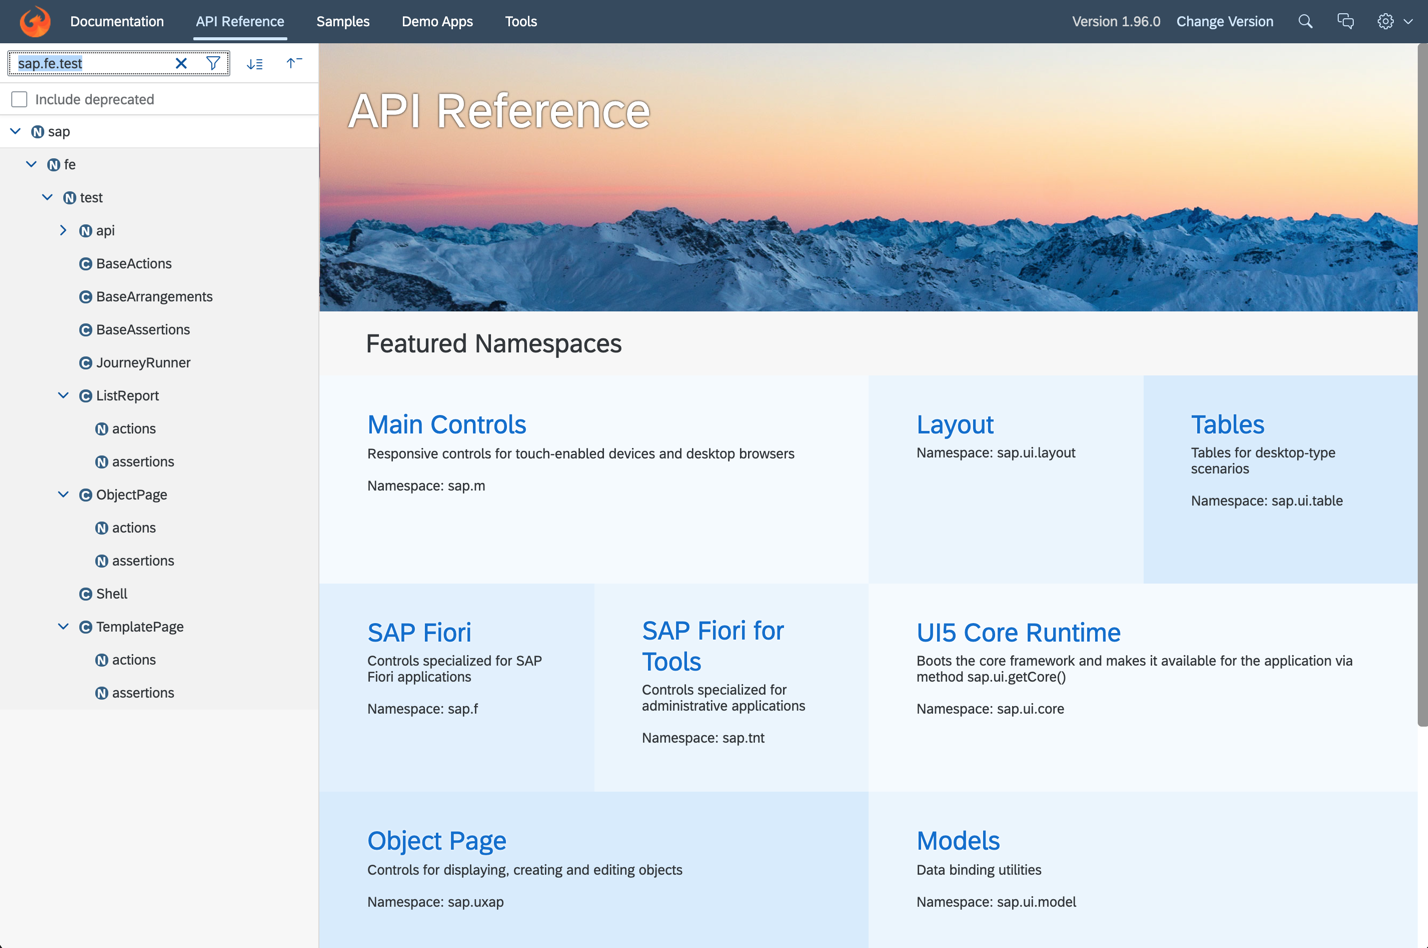 Documentation
API Reference
Samples
Demo Apps
Tools
Version 1.96.0
Change Version
sap.fe.test
Include deprecated
N sap
N fe
N test
N api
C BaseActions
C BaseArrangements
C BaseAssertions
C JourneyRunner
C ListReport
N actions
N assertions
C ObjectPage
N actions
N assertions
C Shell
C TemplatePage
N actions
N assertions
API Reference
Featured Namespaces
Main Controls
Responsive controls for touch-enabled devices and desktop browsers
Namespace: sap.m
Layout
Namespace: sap.ui.layout
Tables
Tables for desktop-type
scenarios
Namespace: sap.ui.table
SAP Fiori
Controls specialized for SAP
Fiori applications
Namespace: sap.f
SAP Fiori for
Tools
Controls specialized for
administrative applications
Namespace: sap.tnt
UI5 Core Runtime
Boots the core framework and makes it available for the application via
method sap.ui.getCore()
Namespace: sap.ui.core
Object Page
Controls for displaying, creating and editing objects
Namespace: sap.uxap
Models
Data binding utilities
Namespace: sap.ui.model